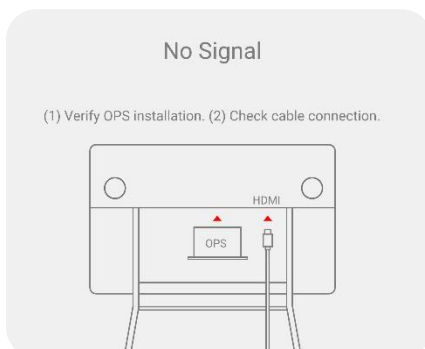 No Signal
(1) Verify OPS installation. (2) Check cable connection.
HDMI
OPS